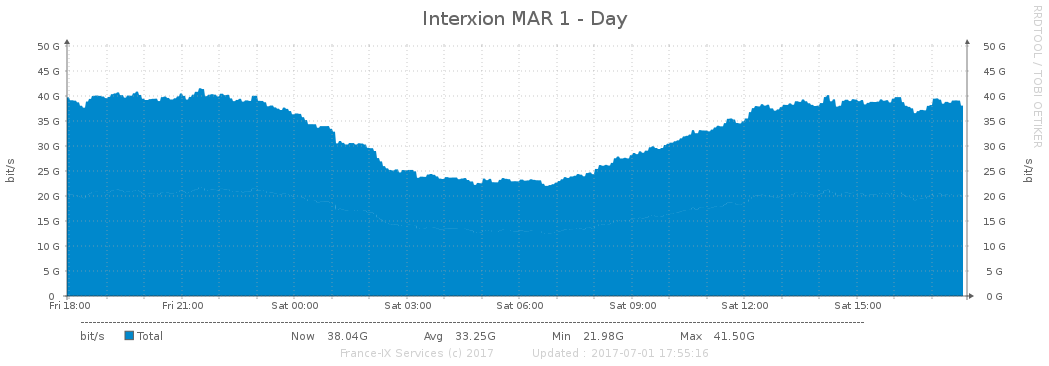 Interxion MAR 1 - Day
RRDTOOL / TOBI OETIKER
50 G 50 G
45 G 45 G
40 G 40 G
35 G 35 G
30 G 30 G
25 G 25 G
20 G 20 G
15 G 15 G
10 G 10 G
5 G 5 G
0 0 G
bit/s bit/s
Fri 18:00 Fri 21:00 Sat 00:00 Sat 03:00 Sat 06:00 Sat 09:00 Sat 12:00 Sat 15:00
bit/s Total Now 38.04G Avg 33.25G Min 21.98G Max 41.50G
France-IX Services (c) 2017 Updated : 2017-07-01 17:55:16